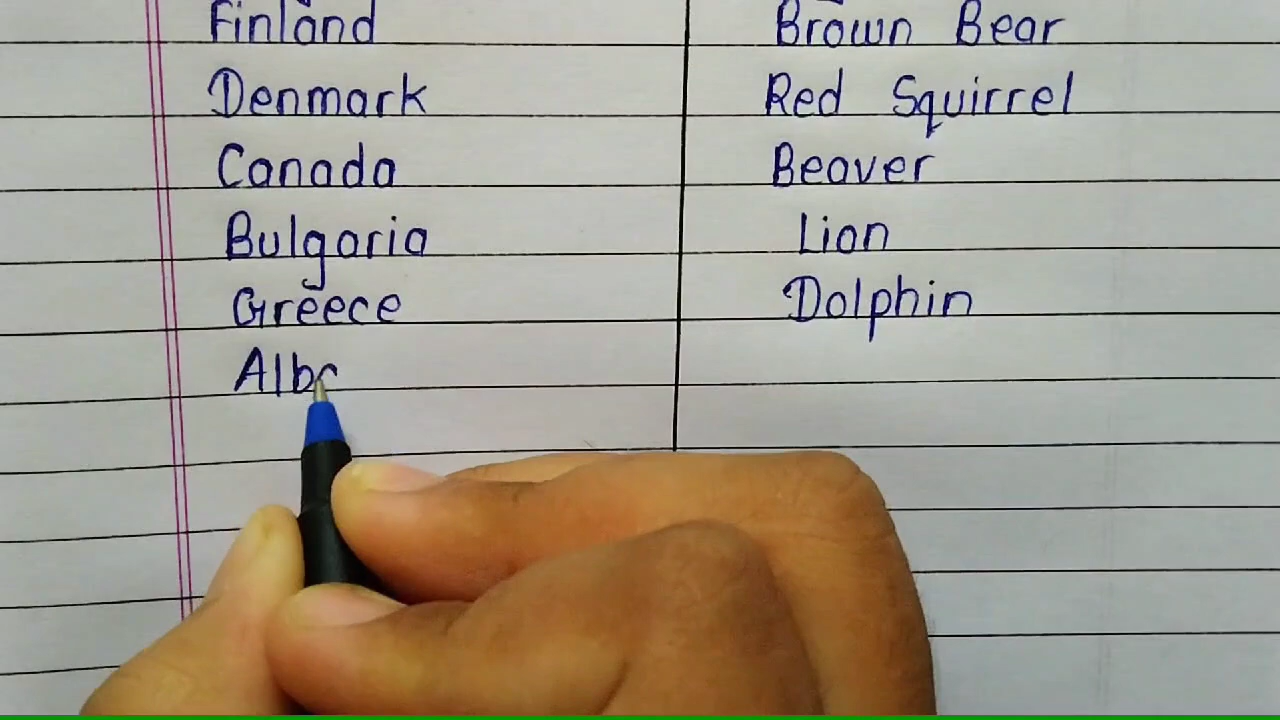 Finland Brown Bear
Denmark Red Squirrel
Canada Beaver
Bulgaria Lion
Greece Dolphin